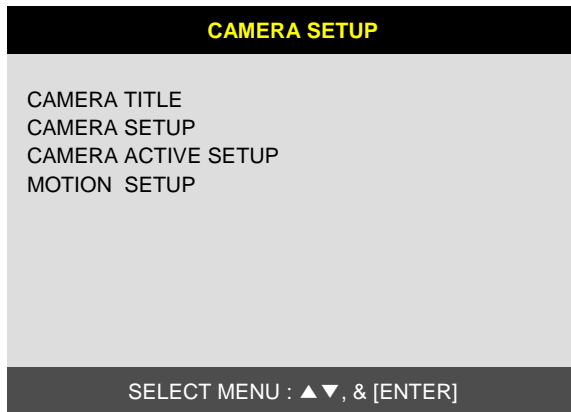 CAMERA SETUP
CAMERA TITLE
CAMERA SETUP
CAMERA ACTIVE SETUP
MOTION  SETUP
SELECT MENU : ▲▼, & [ENTER]